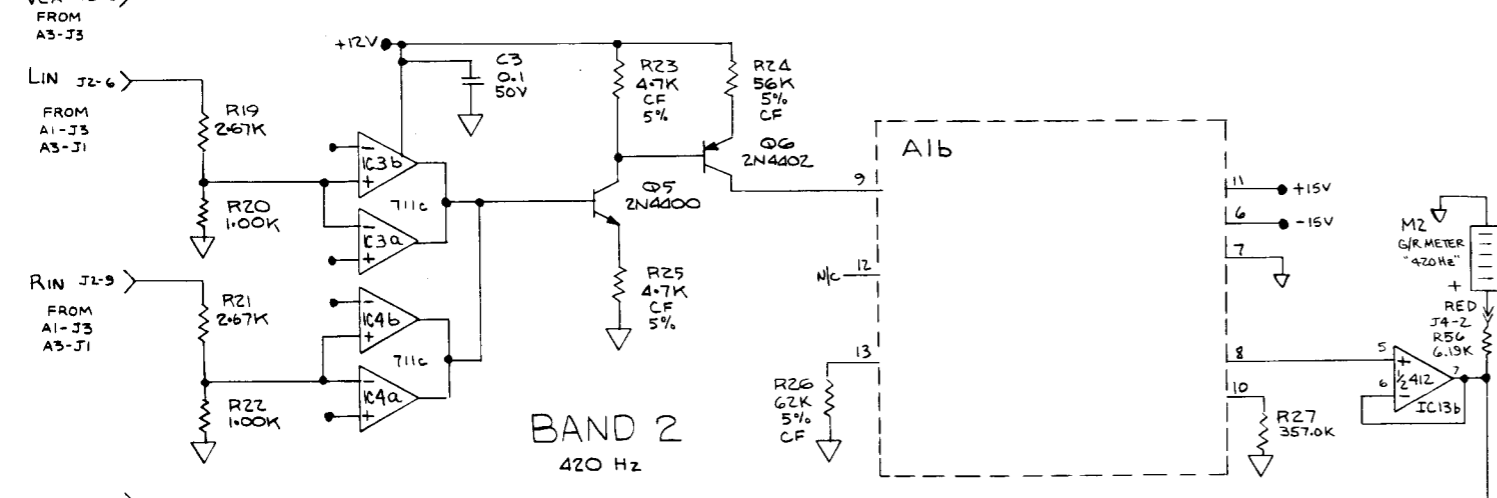 FROM
A3-J3
LIN J2-6
FROM
A1-J3
A3-J1
R19
2.67K
R20
1.00K
+12V
C3
0.1
50V
IC3b
711c
IC3a
R23
4.7K
CF
5%
R24
56K
5%
CF
Q6
2N4402
Q5
2N4400
R25
4.7K
CF
5%
RIN J2-9
FROM
A1-J3
A3-J1
R21
2.67K
R22
1.00K
IC4b
711c
IC4a
BAND 2
420 Hz
A1b
9
N/C 12
13
R26
62K
5%
CF
11 +15V
6 -15V
7
8
10
R27
357.0K
5
6
7
1/2 412
IC13b
M2
G/R METER
"420Hz"
+
RED
J4-2
R56
6.19K